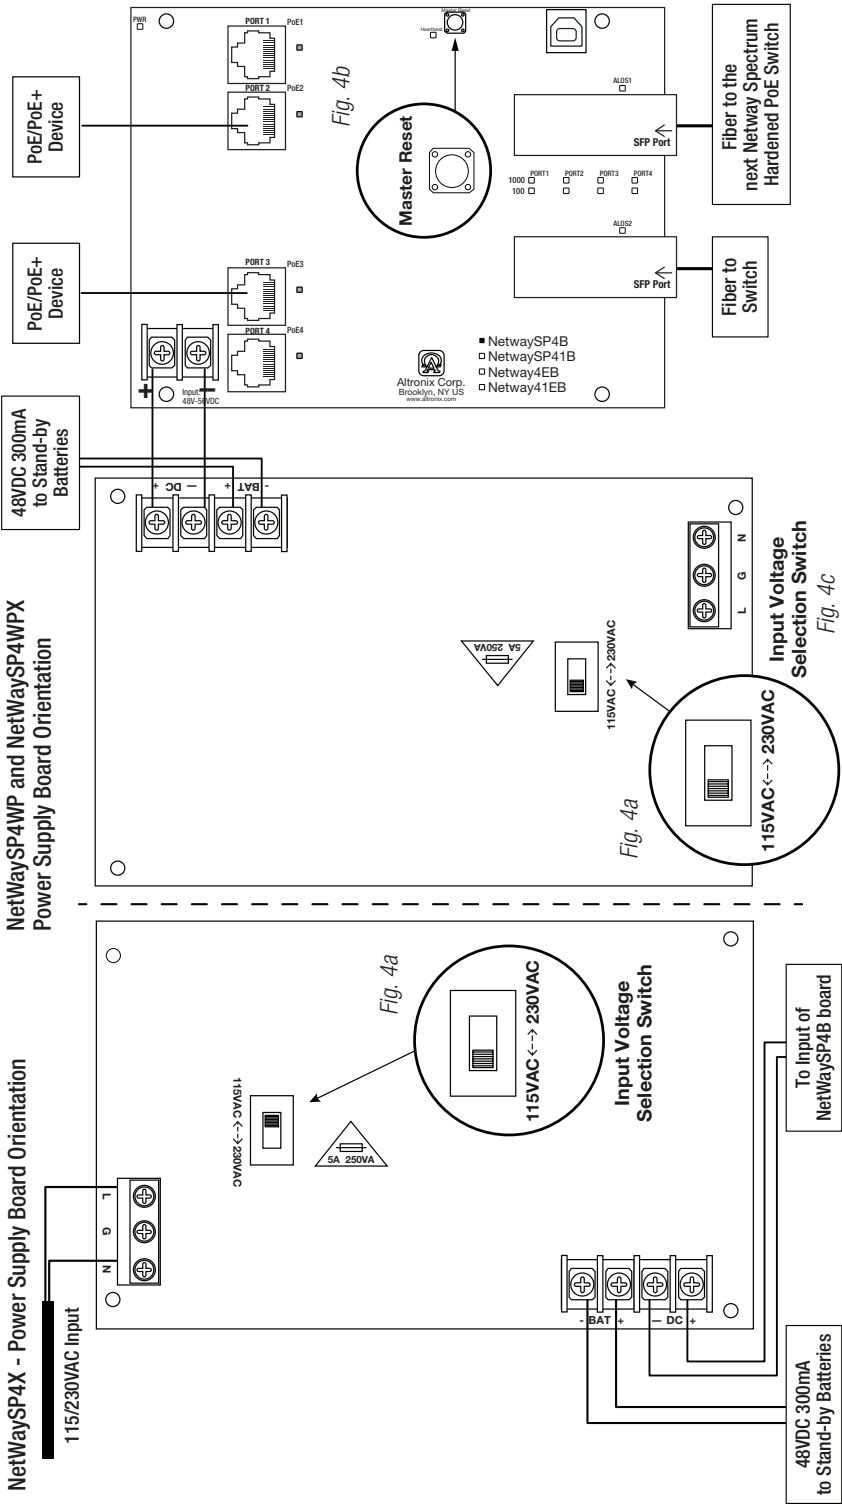 NetWaySP4X - Power Supply Board Orientation
115/230VAC Input
N
G
L
115VAC <--> 230VAC
5A 250VA
Fig. 4a
115VAC <--> 230VAC
Input Voltage
Selection Switch
- BAT + — DC +
48VDC 300mA
to Stand-by Batteries
To Input of
NetWaySP4B board
NetWaySP4WP and NetWaySP4WPX
Power Supply Board Orientation
48VDC 300mA
to Stand-by
Batteries
- BAT + — DC +
5A 250VA
115VAC <--> 230VAC
Fig. 4a
115VAC <--> 230VAC
L
G
N
Input Voltage
Selection Switch
Fig. 4c
PoE/PoE+
Device
PoE/PoE+
Device
PWR
PORT 1
PoE1
PORT 2
PoE2
PORT 3
PoE3
PORT 4
PoE4
+
—
Input:
48V-56VDC
Fig. 4b
Master Reset
Heartbeat
Master Reset
Altronix Corp.
Brooklyn, NY US
www.altronix.com
NetwaySP4B
NetwaySP41B
Netway4EB
Netway41EB
PORT1
PORT2
PORT3
PORT4
1000
100
ALOS1
SFP Port
ALOS2
SFP Port
Fiber to
Switch
Fiber to the
next Netway Spectrum
Hardened PoE Switch